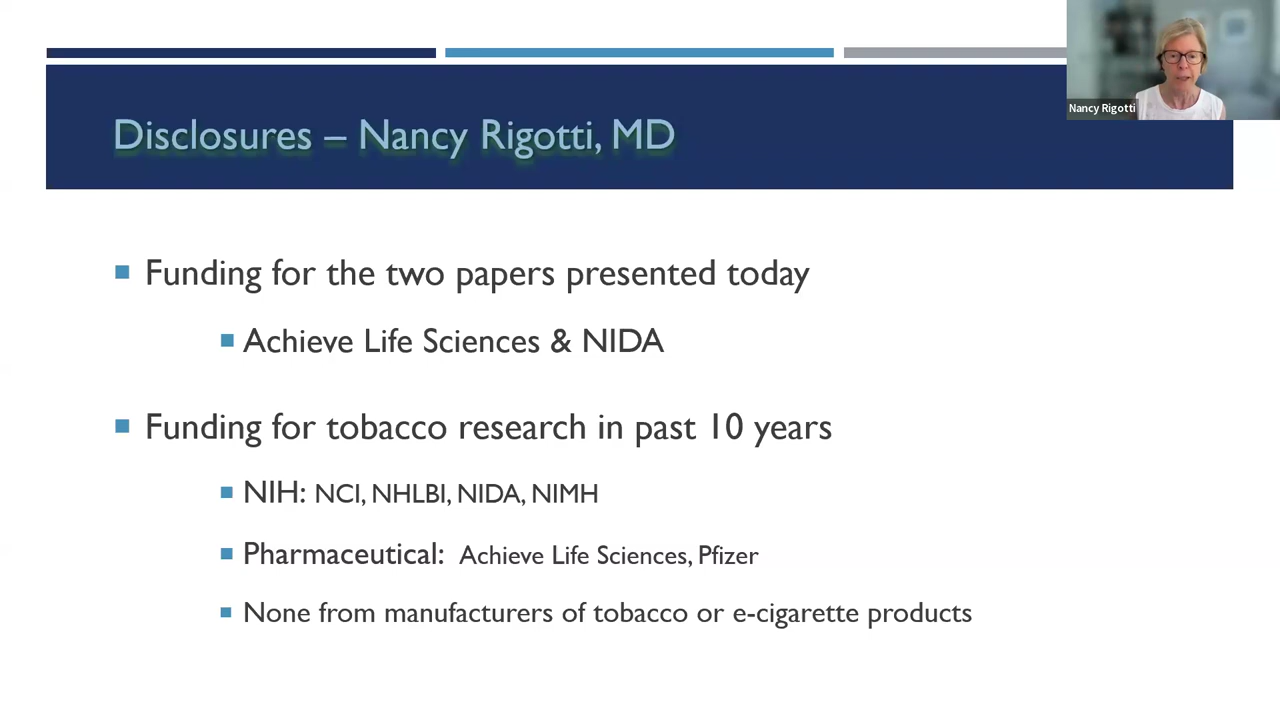 Nancy Rigotti
Disclosures – Nancy Rigotti, MD
Funding for the two papers presented today
Achieve Life Sciences & NIDA
Funding for tobacco research in past 10 years
NIH: NCI, NHLBI, NIDA, NIMH
Pharmaceutical: Achieve Life Sciences, Pfizer
None from manufacturers of tobacco or e-cigarette products